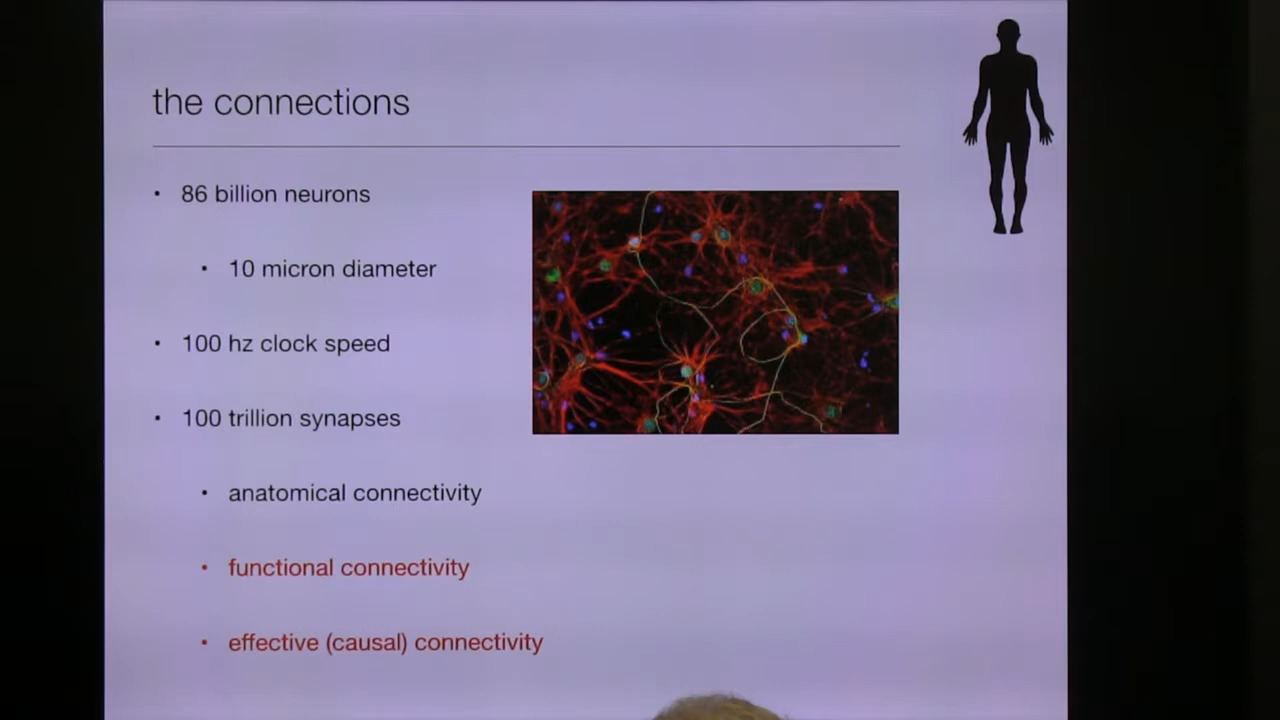 the connections
• 86 billion neurons
• 10 micron diameter
• 100 hz clock speed
• 100 trillion synapses
• anatomical connectivity
• functional connectivity
• effective (causal) connectivity